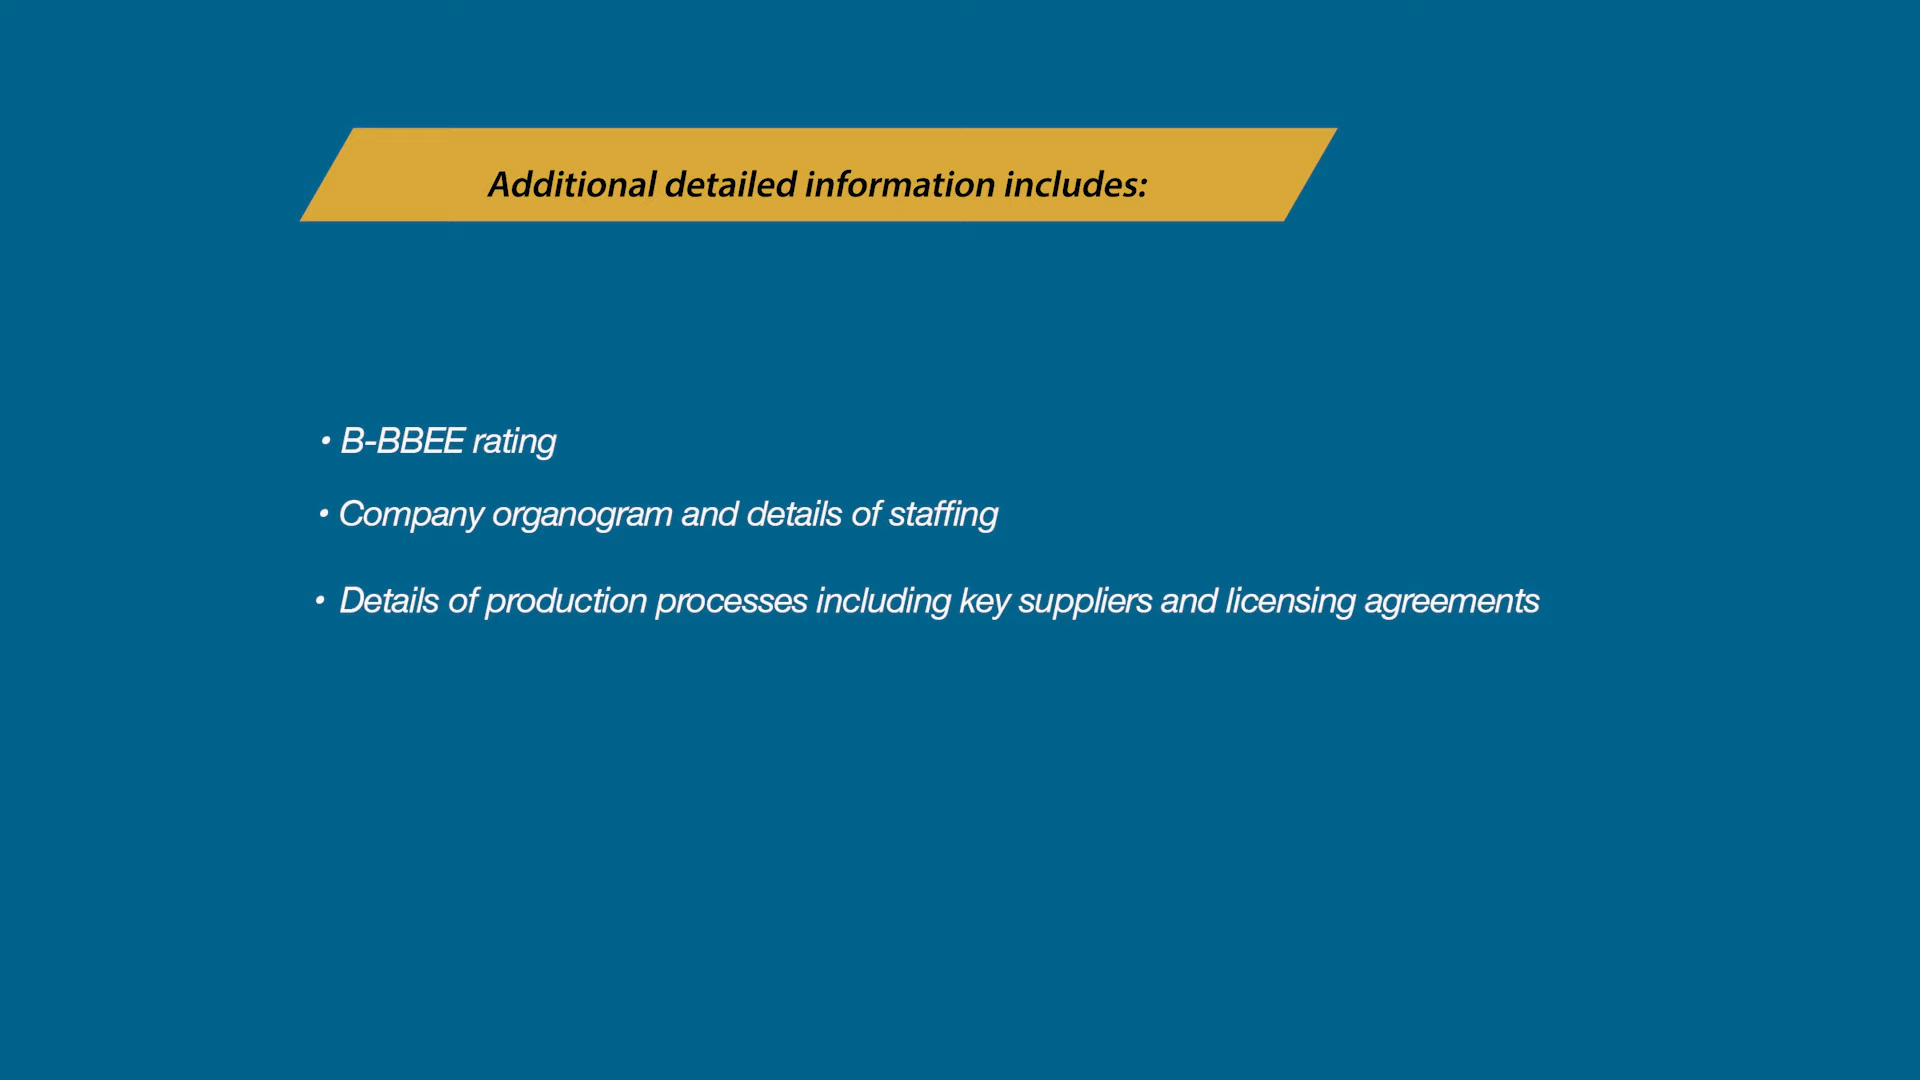 Additional detailed information includes:
• B-BBEE rating
• Company organogram and details of staffing
• Details of production processes including key suppliers and licensing agreements